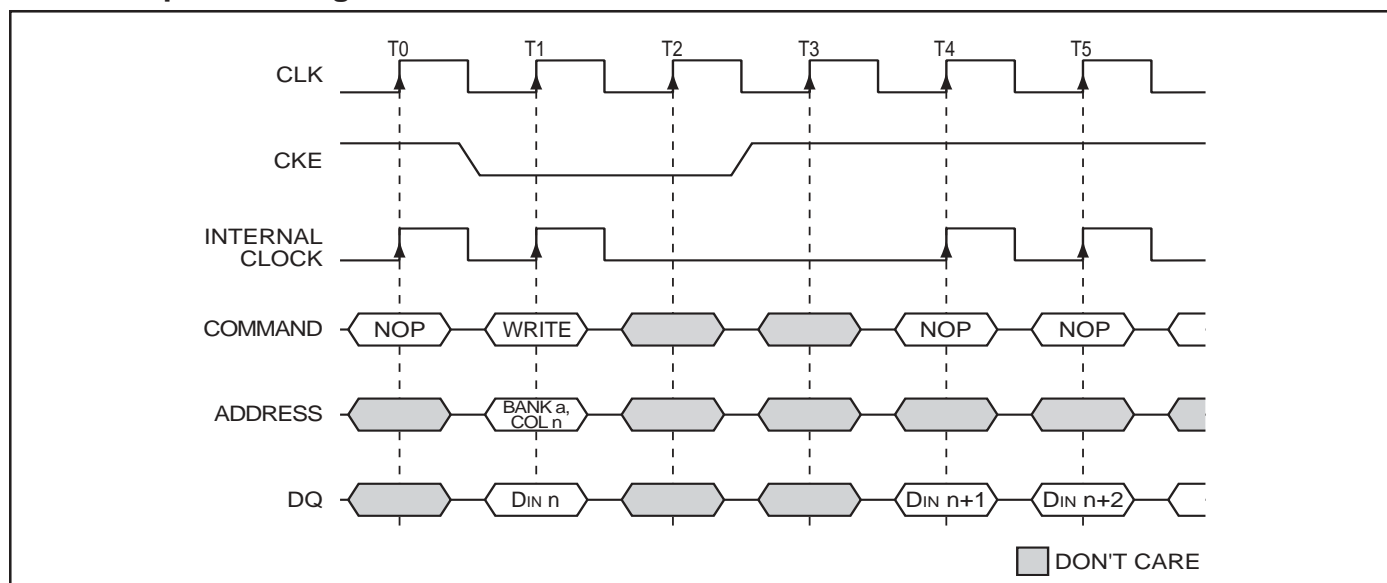 T0 T1 T2 T3 T4 T5
CLK
CKE
INTERNAL
CLOCK
COMMAND NOP WRITE NOP NOP
ADDRESS BANK a,
COL n
DQ DIN n DIN n+1 DIN n+2
DON'T CARE